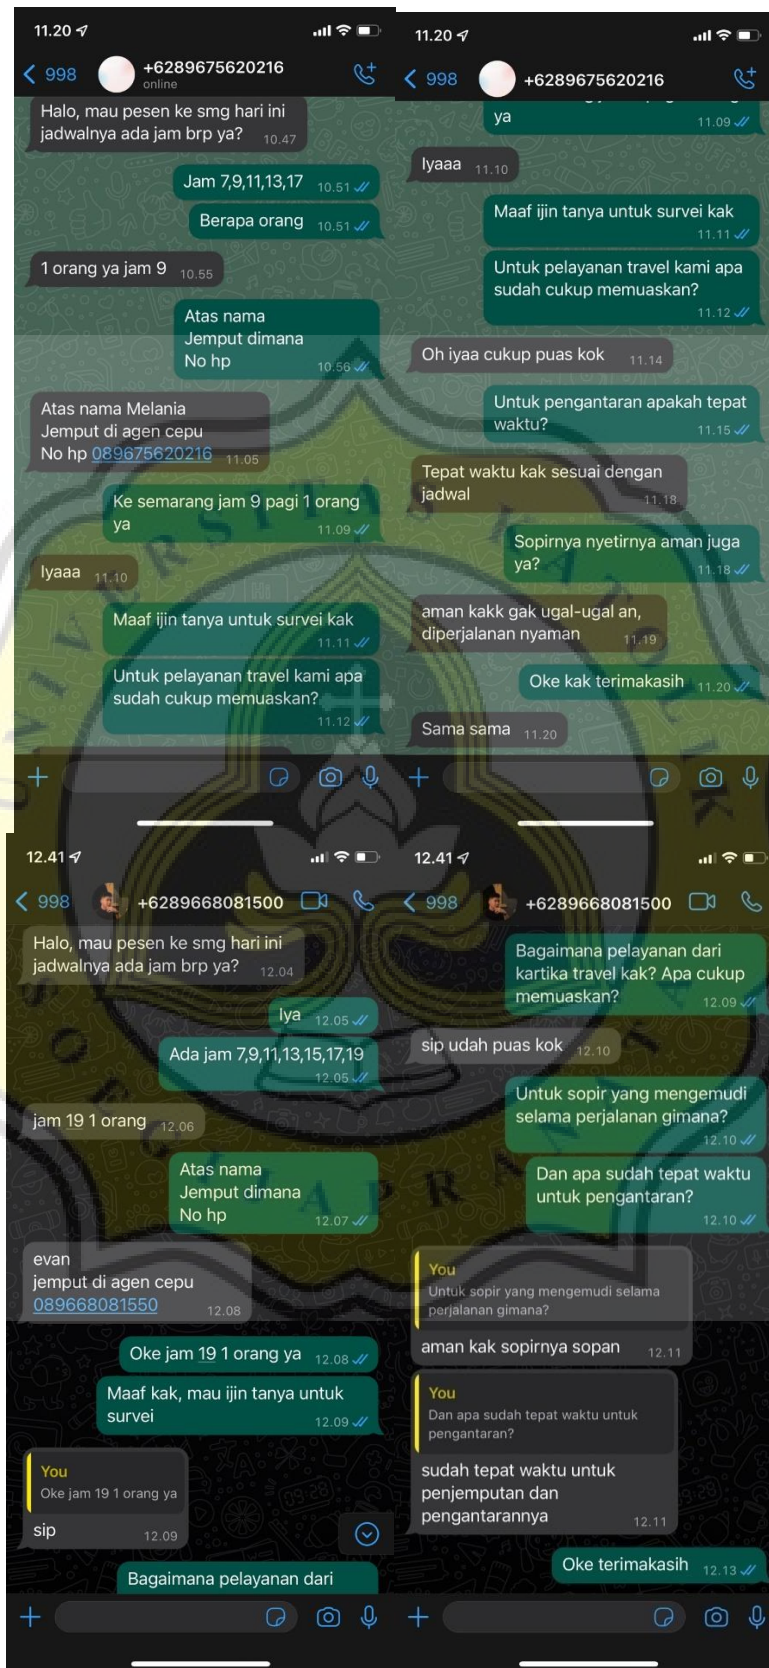 11.20
998
+6289675620216
online
Halo, mau pesen ke smg hari ini
jadwalnya ada jam brp ya? 10.47
Jam 7,9,11,13,17 10.51
Berapa orang 10.51
1 orang ya jam 9 10.55
Atas nama
Jemput dimana
No hp 10.56
Atas nama Melania
Jemput di agen cepu
No hp 089675620216 11.05
Ke semarang jam 9 pagi 1 orang
ya 11.09
Iyaaa 11.10
Maaf ijin tanya untuk survei kak
11.11
Untuk pelayanan travel kami apa
sudah cukup memuaskan?
11.12
11.20
998
+6289675620216
ya 11.09
Iyaaa 11.10
Maaf ijin tanya untuk survei kak
11.11
Untuk pelayanan travel kami apa
sudah cukup memuaskan?
11.12
Oh iyaa cukup puas kok 11.14
Untuk pengantaran apakah tepat
waktu? 11.15
Tepat waktu kak sesuai dengan
jadwal 11.18
Sopirnya nyetirnya aman juga
ya? 11.18
aman kakk gak ugal-ugal an,
diperjalanan nyaman 11.19
Oke kak terimakasih 11.20
Sama sama 11.20
12.41
998
+6289668081500
Halo, mau pesen ke smg hari ini
jadwalnya ada jam brp ya? 12.04
Iya 12.05
Ada jam 7,9,11,13,15,17,19
12.05
jam 19 1 orang 12.06
Atas nama
Jemput dimana
No hp 12.07
evan
jemput di agen cepu
089668081550 12.08
Oke jam 19 1 orang ya 12.08
Maaf kak, mau ijin tanya untuk
survei 12.09
You
Oke jam 19 1 orang ya
sip 12.09
Bagaimana pelayanan dari
12.41
998
+6289668081500
Bagaimana pelayanan dari
kartika travel kak? Apa cukup
memuaskan? 12.09
sip udah puas kok 12.10
Untuk sopir yang mengemudi
selama perjalanan gimana?
12.10
Dan apa sudah tepat waktu
untuk pengantaran?
12.10
You
Untuk sopir yang mengemudi selama
perjalanan gimana?
aman kak sopirnya sopan 12.11
You
Dan apa sudah tepat waktu untuk
pengantaran?
sudah tepat waktu untuk
penjemputan dan
pengantarannya 12.11
Oke terimakasih 12.13
UNIVERSITAS KATOLIK
SOEGIJAPRANATA